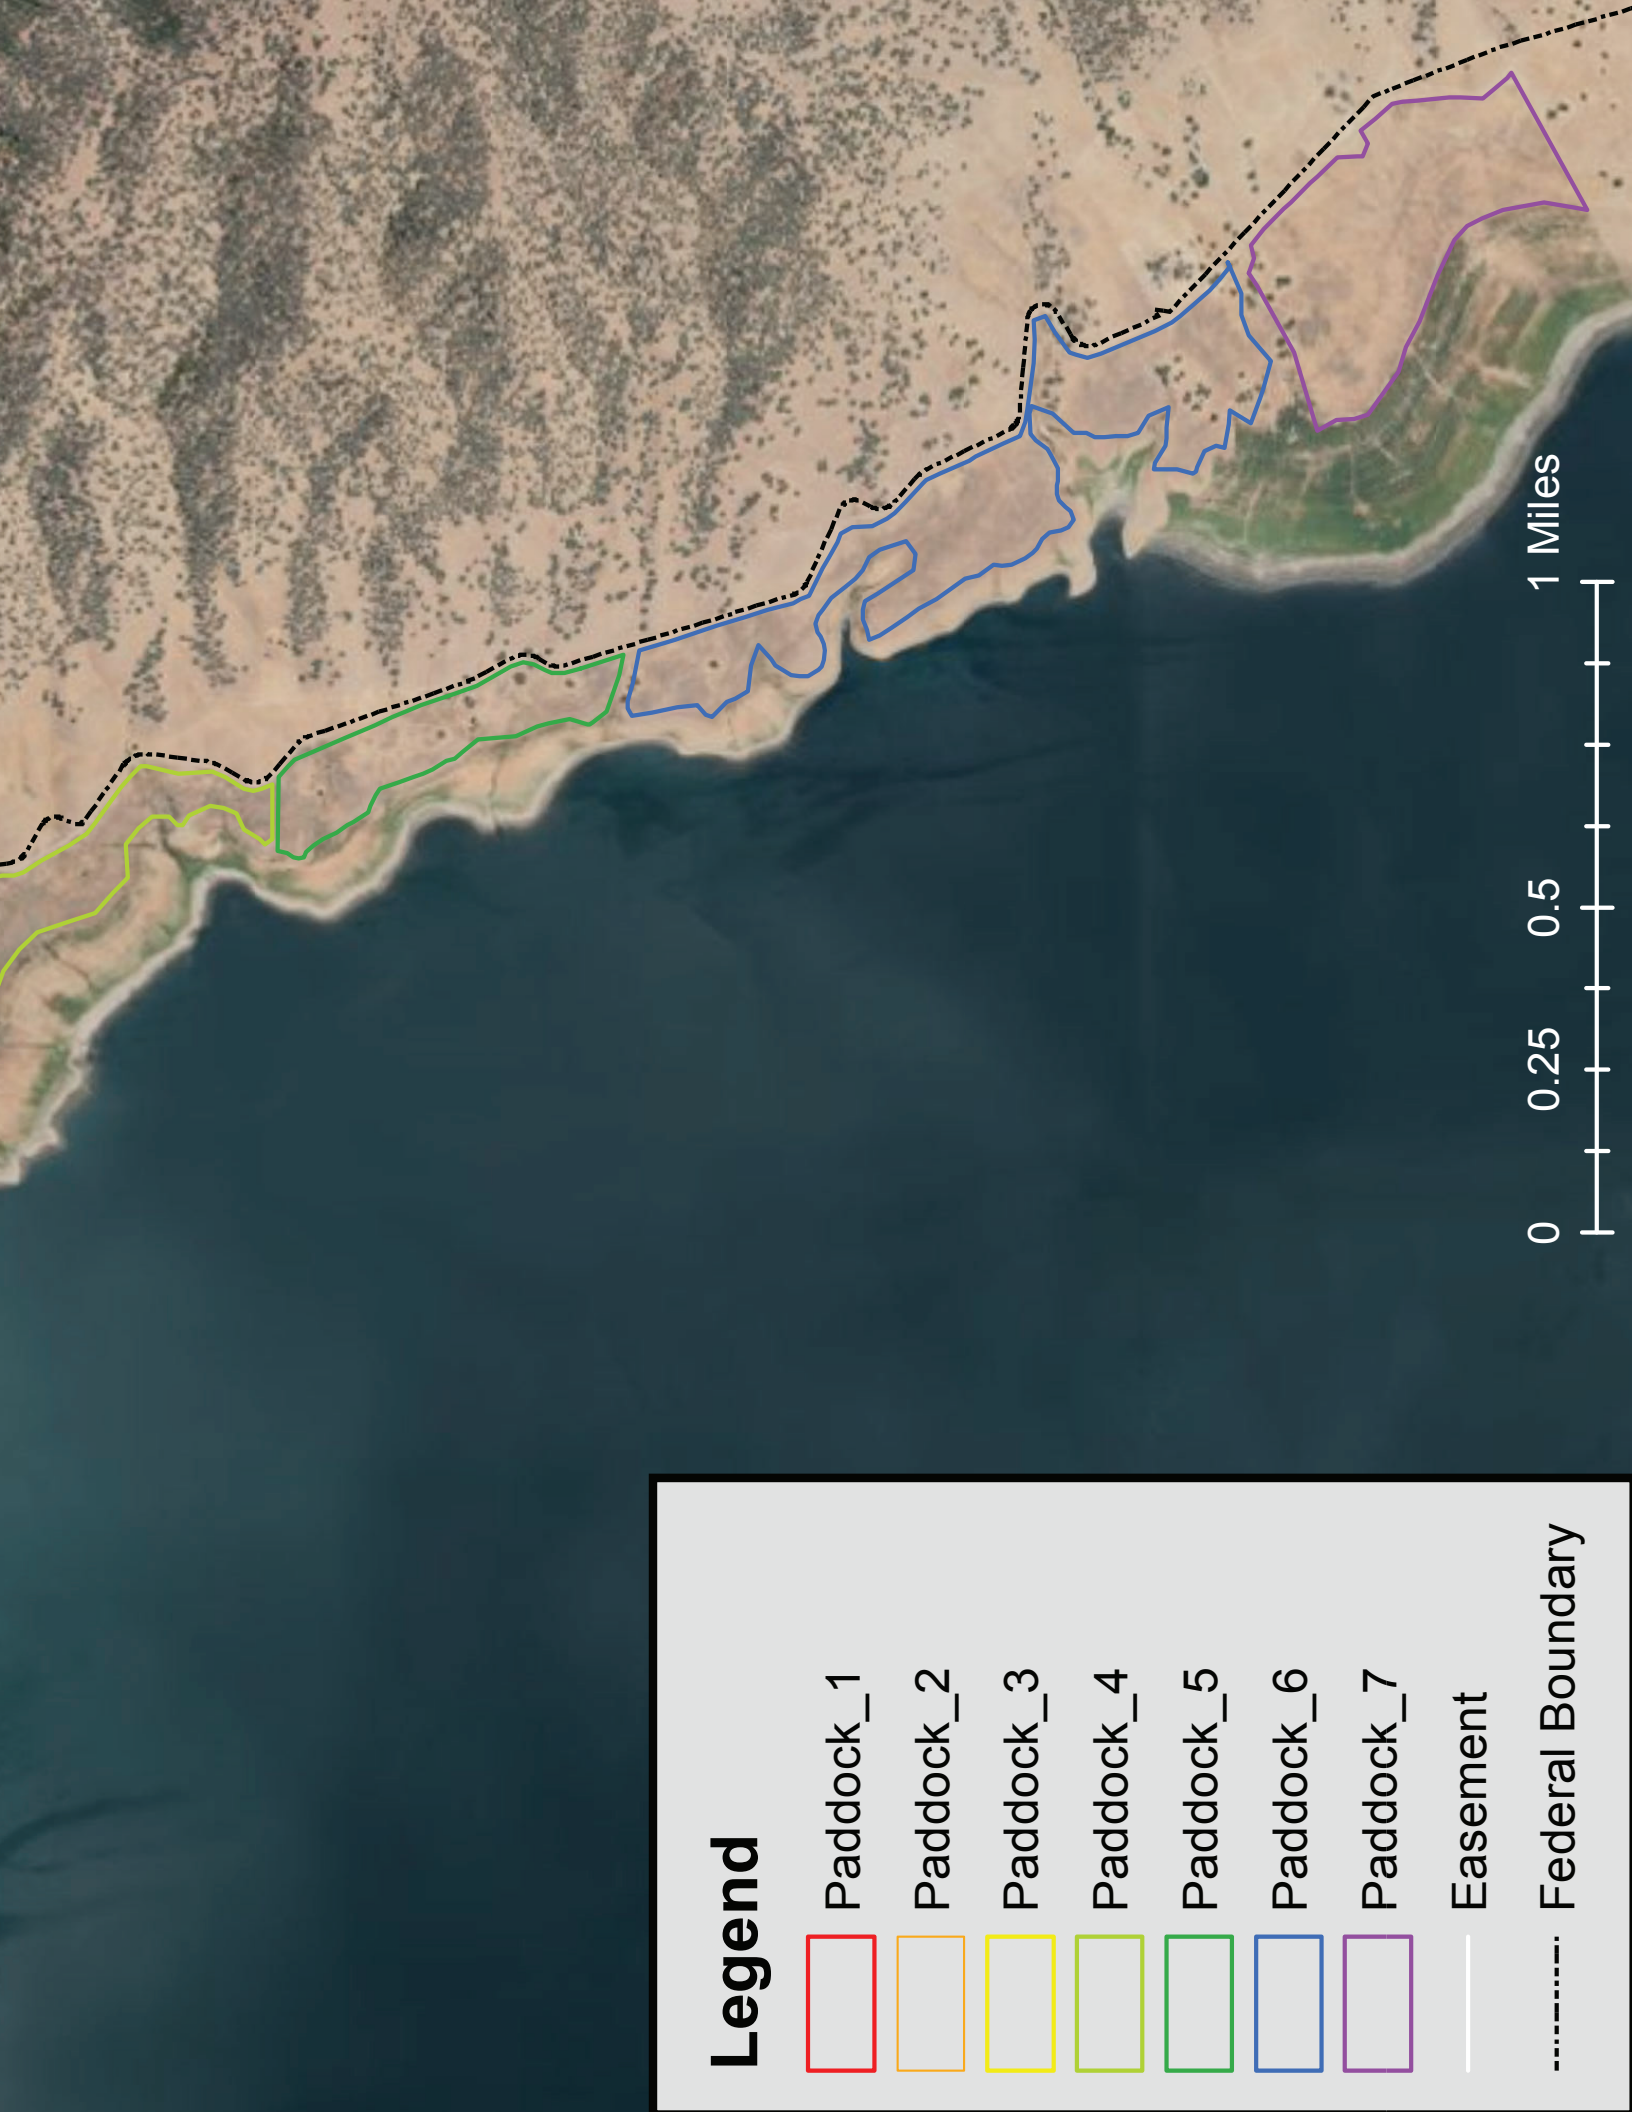 Legend
Paddock_1
Paddock_2
Paddock_3
Paddock_4
Paddock_5
Paddock_6
Paddock_7
Easement
Federal Boundary
0 0.25 0.5 1 Miles